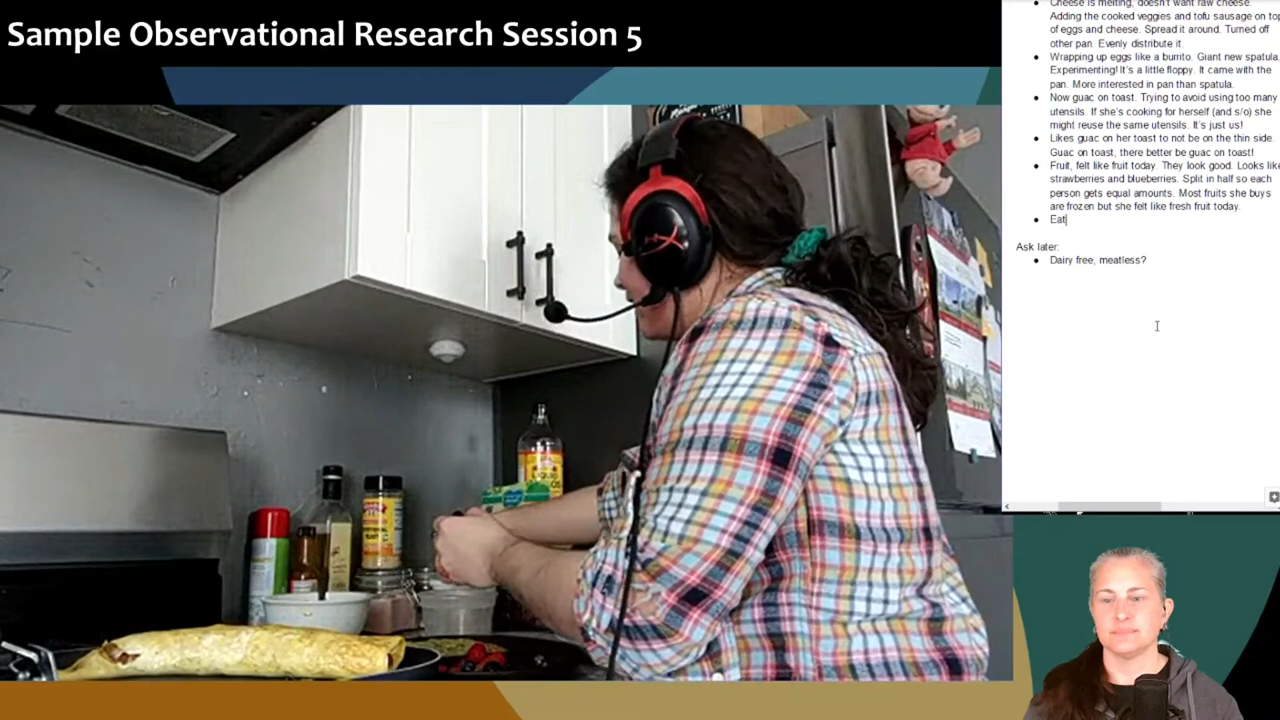 Sample Observational Research Session 5
Cheese is melting, doesn't want raw cheese.
Adding the cooked veggies and tofu sausage on top
of eggs and cheese. Spread it around. Turned off
other pan. Evenly distribute it.
Wrapping up eggs like a burrito. Giant new spatula.
Experimenting! It's a little floppy. It came with the
pan. More interested in pan than spatula.
Now guac on toast. Trying to avoid using too many
utensils. If she's cooking for herself (and s/o) she
might reuse the same utensils. It's just us!
Likes guac on her toast to not be on the thin side.
Guac on toast, there better be guac on toast!
Fruit, felt like fruit today. They look good. Looks like
strawberries and blueberries. Split in half so each
person gets equal amounts. Most fruits she buys
are frozen but she felt like fresh fruit today.
Eat
Ask later:
Dairy free, meatless?